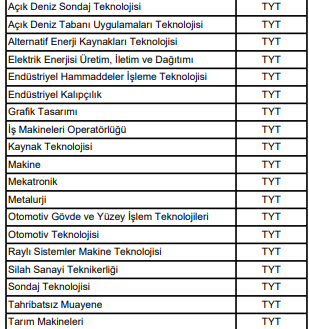 Açık Deniz Sondaj Teknolojisi TYT
Açık Deniz Tabanı Uygulamaları Teknolojisi TYT
Alternatif Enerji Kaynakları Teknolojisi TYT
Elektrik Enerjisi Üretim, İletim ve Dağıtımı TYT
Endüstriyel Hammaddeler İşleme Teknolojisi TYT
Endüstriyel Kalıpçılık TYT
Grafik Tasarımı TYT
İş Makineleri Operatörlüğü TYT
Kaynak Teknolojisi TYT
Makine TYT
Mekatronik TYT
Metalurji TYT
Otomotiv Gövde ve Yüzey İşlem Teknolojileri TYT
Otomotiv Teknolojisi TYT
Raylı Sistemler Makine Teknolojisi TYT
Silah Sanayi Teknikerliği TYT
Sondaj Teknolojisi TYT
Tahribatsız Muayene TYT
Tarım Makineleri TYT